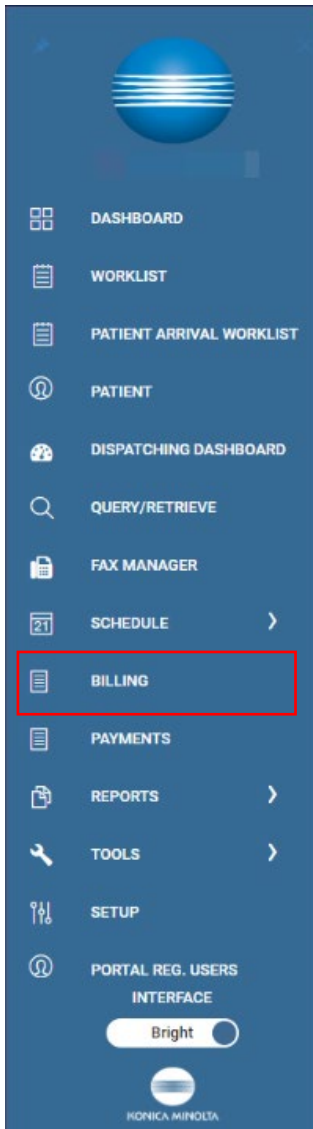 DASHBOARD
WORKLIST
PATIENT ARRIVAL WORKLIST
PATIENT
DISPATCHING DASHBOARD
QUERY/RETRIEVE
FAX MANAGER
21 SCHEDULE
BILLING
PAYMENTS
REPORTS
TOOLS
SETUP
PORTAL REG. USERS
INTERFACE
Bright
KONICA MINOLTA